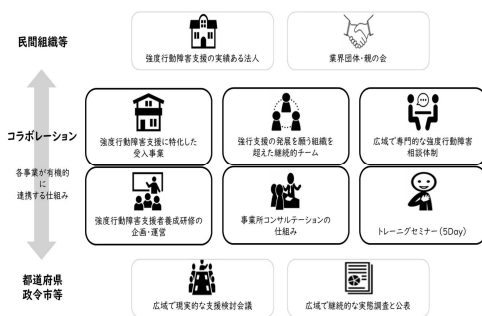 民間組織等
強度行動障害支援の実績ある法人
業界団体・親の会
コラボレーション
各事業が有機的
に
連携する仕組み
強度行動障害支援に特化した
受入事業
強行支援の発展を願う組織を
超えた継続的チーム
広域で専門的な強度行動障害
相談体制
強度行動障害支援者養成研修の
企画・運営
事業所コンサルテーションの
仕組み
トレーニグセミナー(5Day)
都道府県
政令市等
広域で現実的な支援検討会議
広域で継続的な実態調査と公表